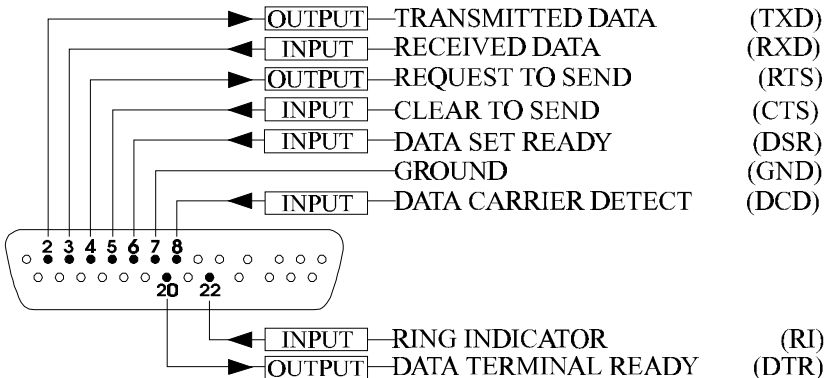 OUTPUT TRANSMITTED DATA (TXD)
INPUT RECEIVED DATA (RXD)
OUTPUT REQUEST TO SEND (RTS)
INPUT CLEAR TO SEND (CTS)
INPUT DATA SET READY (DSR)
GROUND (GND)
INPUT DATA CARRIER DETECT (DCD)
2 3 4 5 6 7 8
20 22
INPUT RING INDICATOR (RI)
OUTPUT DATA TERMINAL READY (DTR)